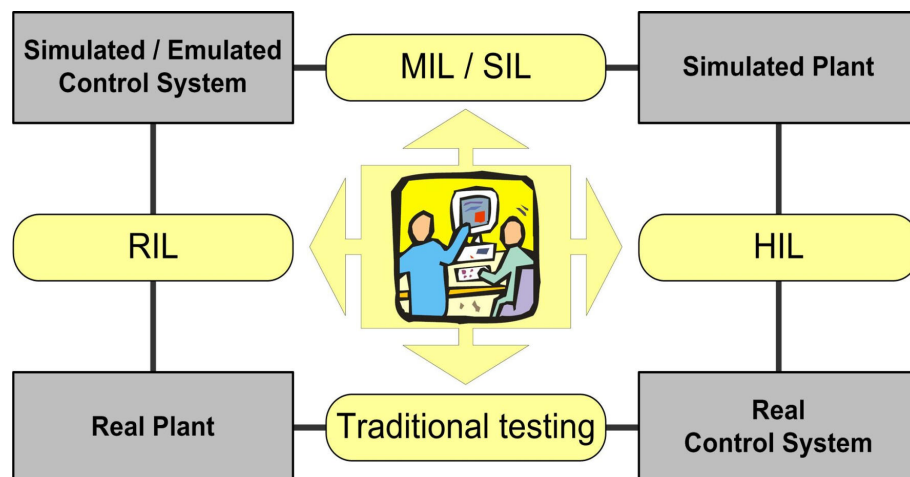 Simulated / Emulated
Control System
MIL / SIL
Simulated Plant
RIL
HIL
Real Plant
Traditional testing
Real
Control System